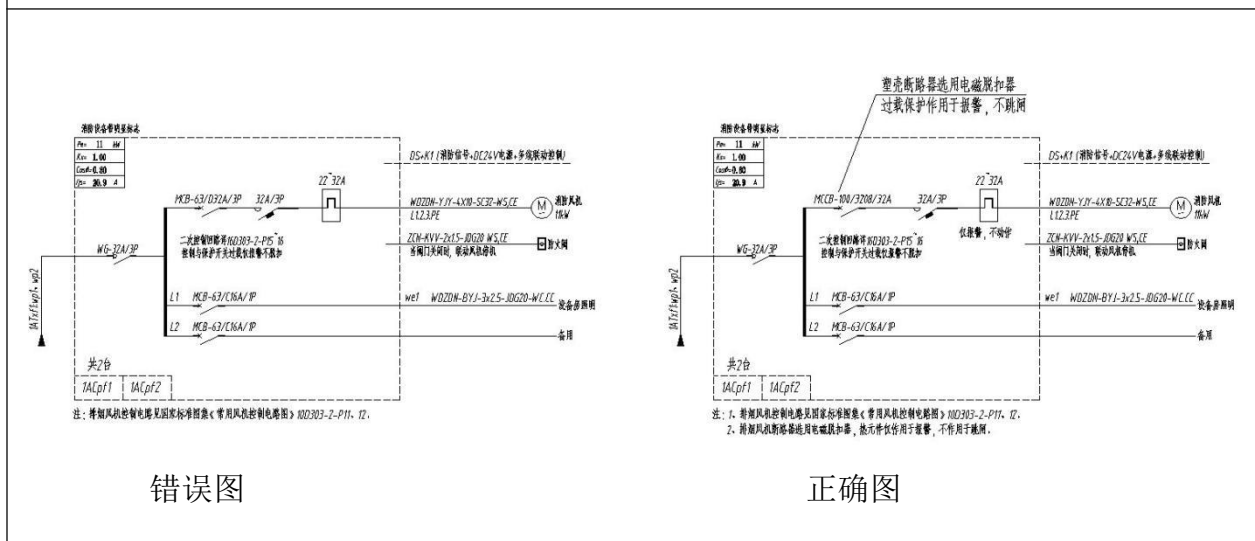 消防设备带明显标志
Pe= 11 kW
Kx= 1.00
Cosø=0.80
Ijs= 20.9 A
DS+K1 (消防信号+DC24V电源+多线联动控制)
22~32A
MCB-63/D32A/3P
32A/3P
WDZDN-YJY-4X10-SC32-WS,CE
L1.2.3.PE
M
消防风机
11kW
二次控制回路详16D303-2-P15~16
控制与保护开关过载仅报警不脱扣
ZCN-KVV-2x1.5-JDG20 WS,CE
当阀门关闭时, 联动风机停机
防火阀
WG-32A/3P
1ATxf1:wp1、wp2
L1 MCB-63/C16A/1P
we1 WDZDN-BYJ-3x2.5-JDG20-WC.CC
设备房照明
L2 MCB-63/C16A/1P
备用
共2台
1ACpf1 1ACpf2
注: 排烟风机控制电路见国家标准图集《常用风机控制电路图》10D303-2-P11、12.
错误图
塑壳断路器选用电磁脱扣器
过载保护作用于报警, 不跳闸
消防设备带明显标志
Pe= 11 kW
Kx= 1.00
Cosø=0.80
Ijs= 20.9 A
DS+K1 (消防信号+DC24V电源+多线联动控制)
22~32A
MCCB-100/3208/32A
32A/3P
WDZDN-YJY-4X10-SC32-WS,CE
L1.2.3.PE
M
消防风机
11kW
仅报警, 不动作
二次控制回路详16D303-2-P15~16
控制与保护开关过载仅报警不脱扣
ZCN-KVV-2x1.5-JDG20 WS,CE
当阀门关闭时, 联动风机停机
防火阀
WG-32A/3P
1ATxf1:wp1、wp2
L1 MCB-63/C16A/1P
we1 WDZDN-BYJ-3x2.5-JDG20-WC.CC
设备房照明
L2 MCB-63/C16A/1P
备用
共2台
1ACpf1 1ACpf2
注: 1、排烟风机控制电路见国家标准图集《常用风机控制电路图》10D303-2-P11、12.
2、排烟风机断路器选用电磁脱扣器, 热元件仅作用于报警, 不作用于跳闸.
正确图